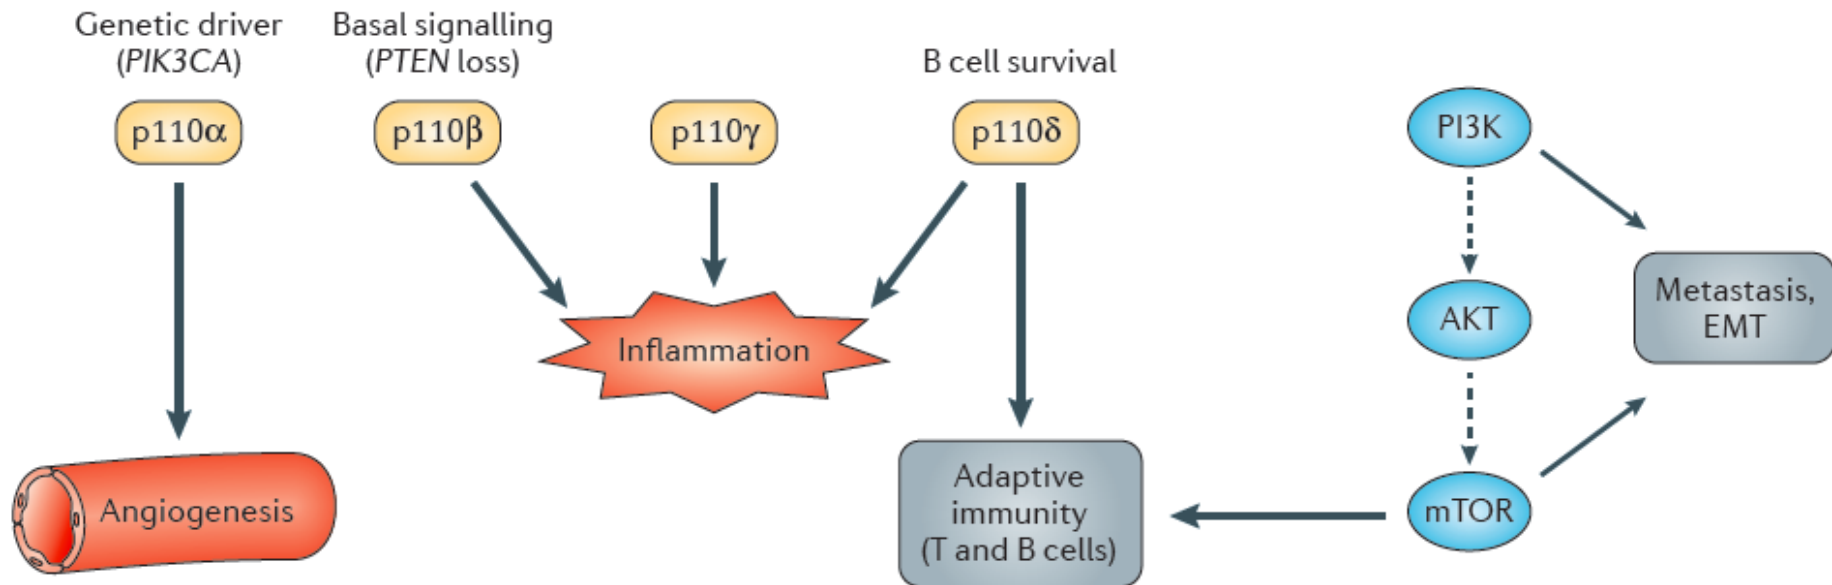 Genetic driver
(PIK3CA)
Basal signalling
(PTEN loss)
B cell survival
p110α
p110β
p110γ
p110δ
PI3K
Metastasis,
EMT
AKT
Inflammation
Angiogenesis
Adaptive
immunity
(T and B cells)
mTOR